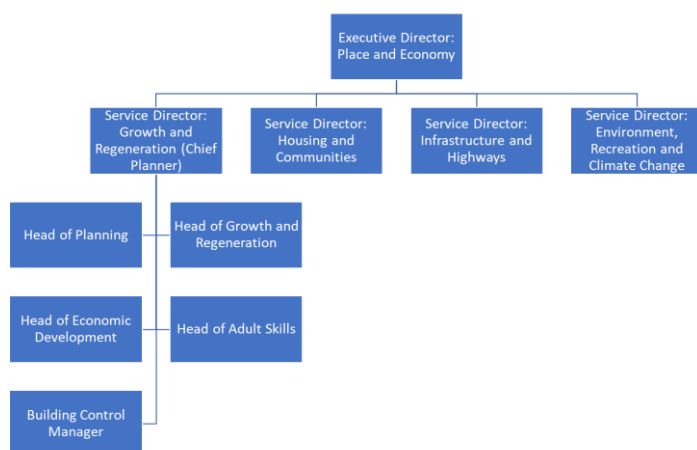 Executive Director:
Place and Economy
Service Director:
Growth and
Regeneration (Chief
Planner)
Service Director:
Housing and
Communities
Service Director:
Infrastructure and
Highways
Service Director:
Environment,
Recreation and
Climate Change
Head of Planning
Head of Growth and
Regeneration
Head of Economic
Development
Head of Adult Skills
Building Control
Manager